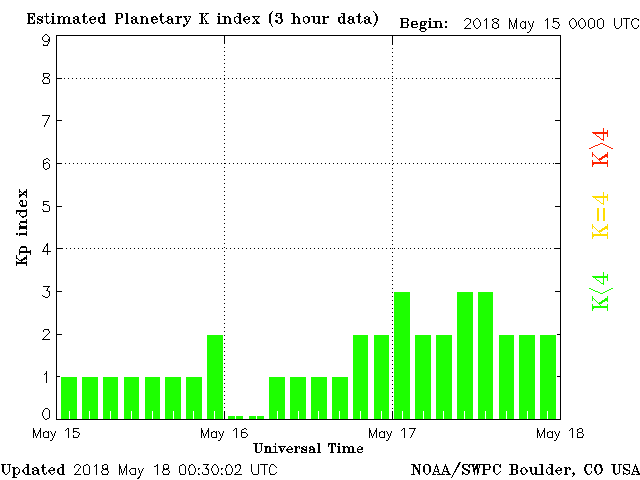 Estimated Planetary K index (3 hour data)
Begin: 2018 May 15 0000 UTC
9
8
7
6
5
4
3
2
1
0
Kp index
K>4
K=4
K<4
May 15
May 16
May 17
May 18
Universal Time
Updated 2018 May 18 00:30:02 UTC
NOAA/SWPC Boulder, CO USA